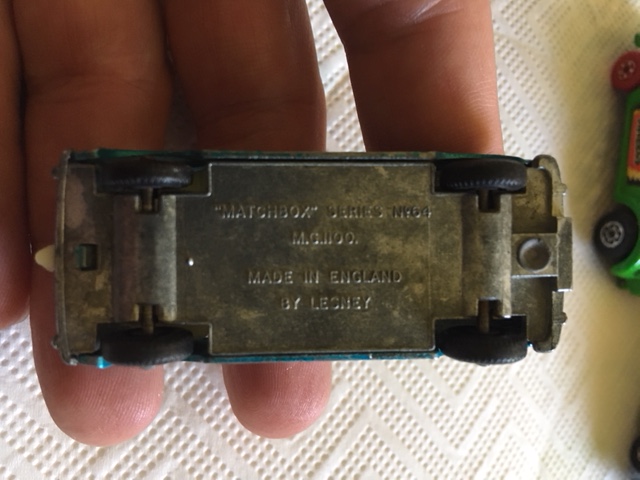 "MATCHBOX" SERIES No64
M.G.1100.
MADE IN ENGLAND
BY LESNEY